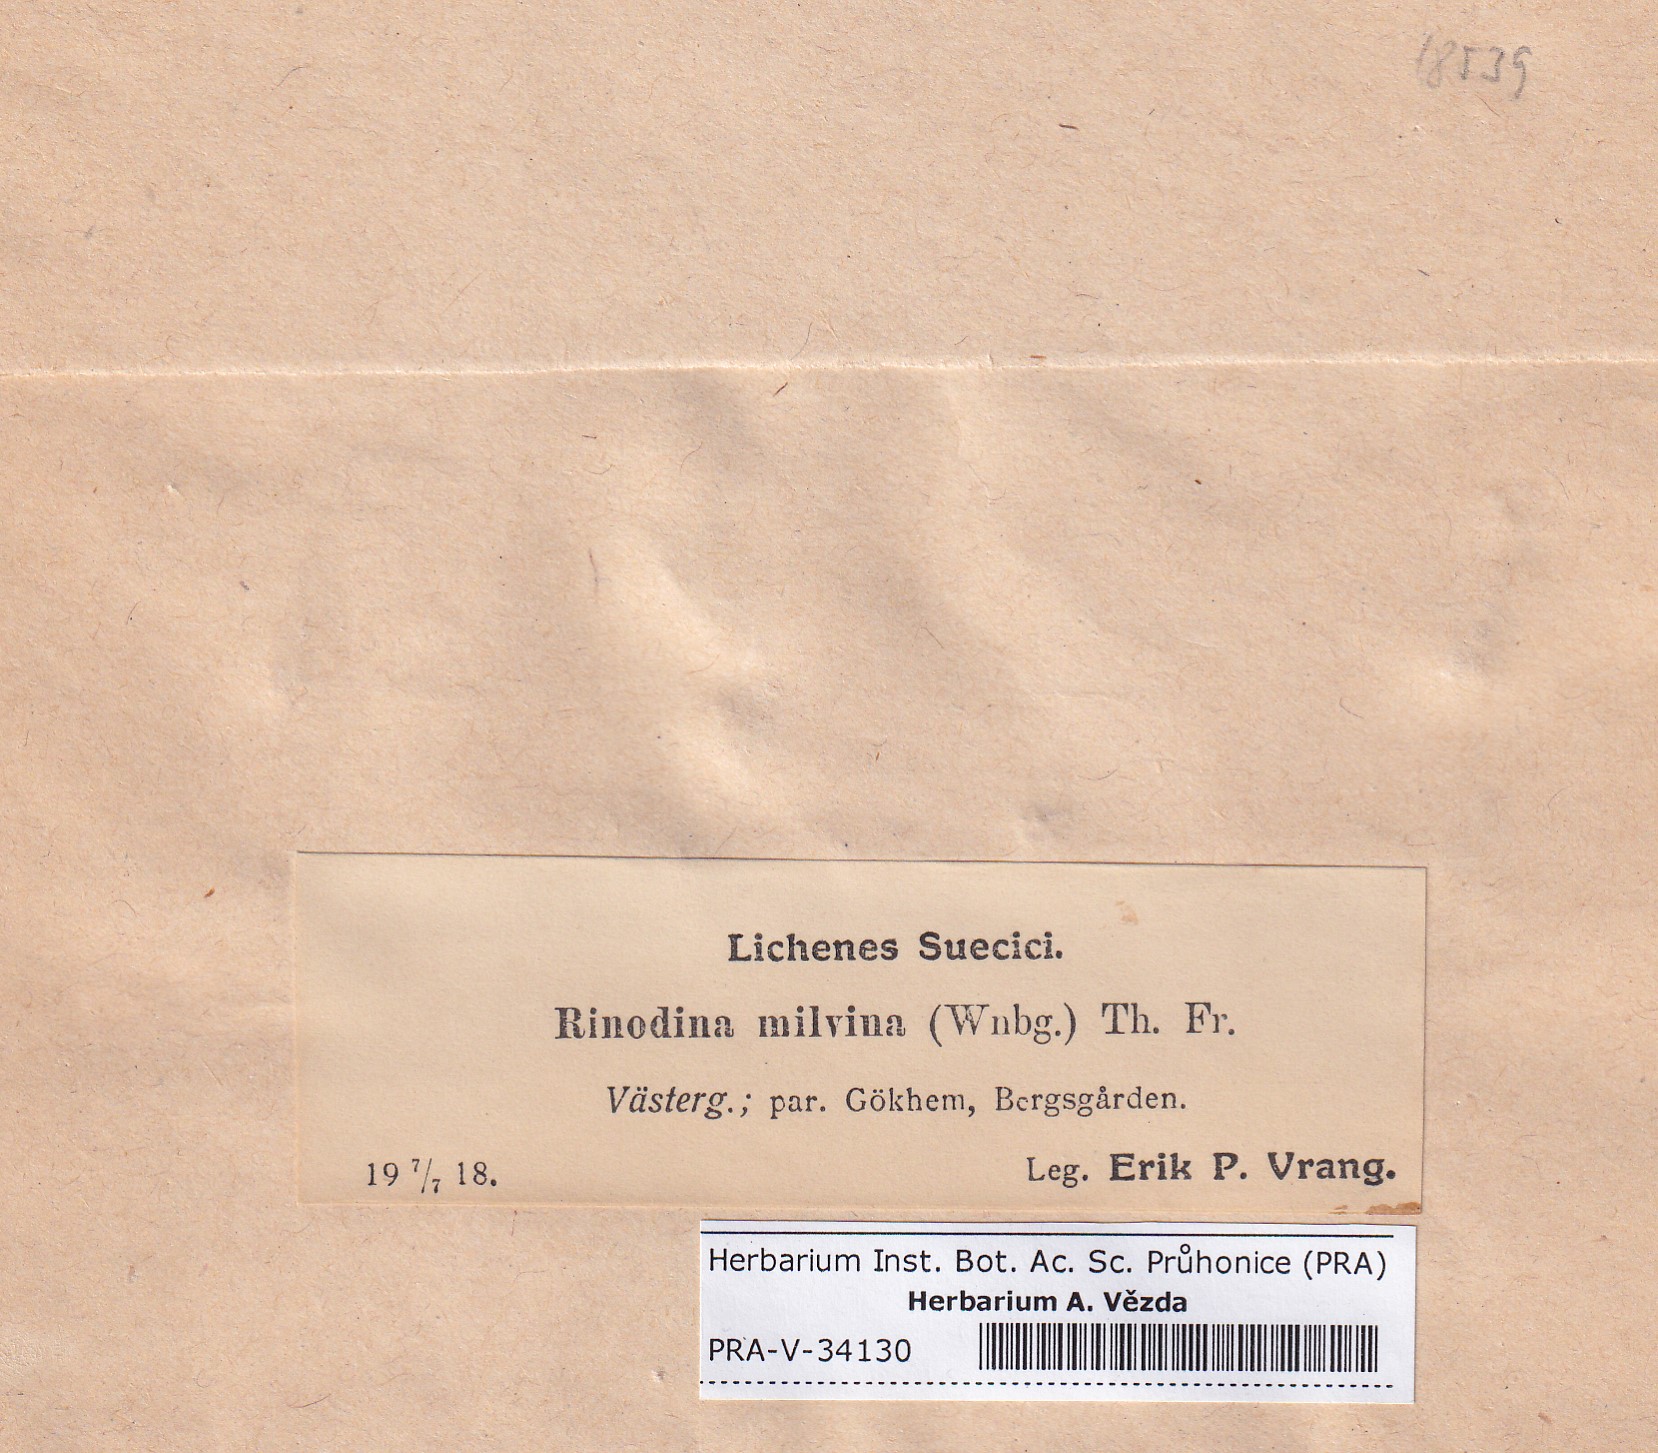 18539
Lichenes Suecici.
Rinodina milvina (Wnbg.) Th. Fr.
Västerg.; par. Gökhem, Bergsgården.
19 7/7 18.
Leg. Erik P. Vrang.
Herbarium Inst. Bot. Ac. Sc. Průhonice (PRA)
Herbarium A. Vězda
PRA-V-34130